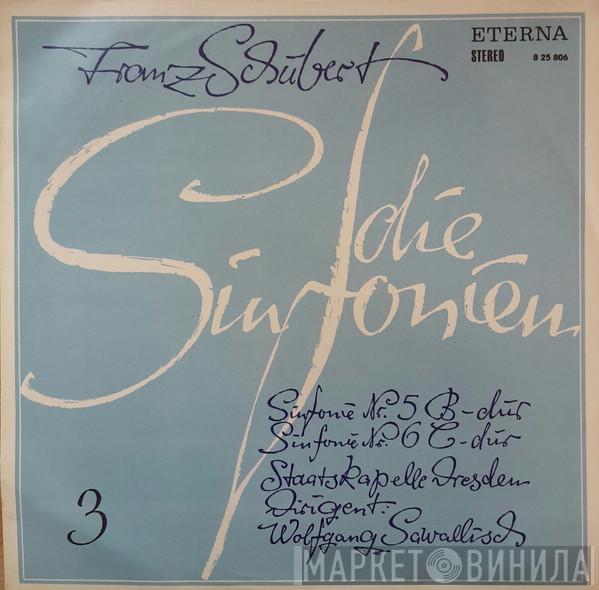 Franz Schubert
ETERNA
STEREO 8 25 806
die
Sinfonien
Sinfonie Nr. 5 B-dur
Sinfonie Nr. 6 C-dur
Staatskapelle Dresden
Dirigent:
Wolfgang Sawallisch
3
МАРКЕТ ВИНИЛА